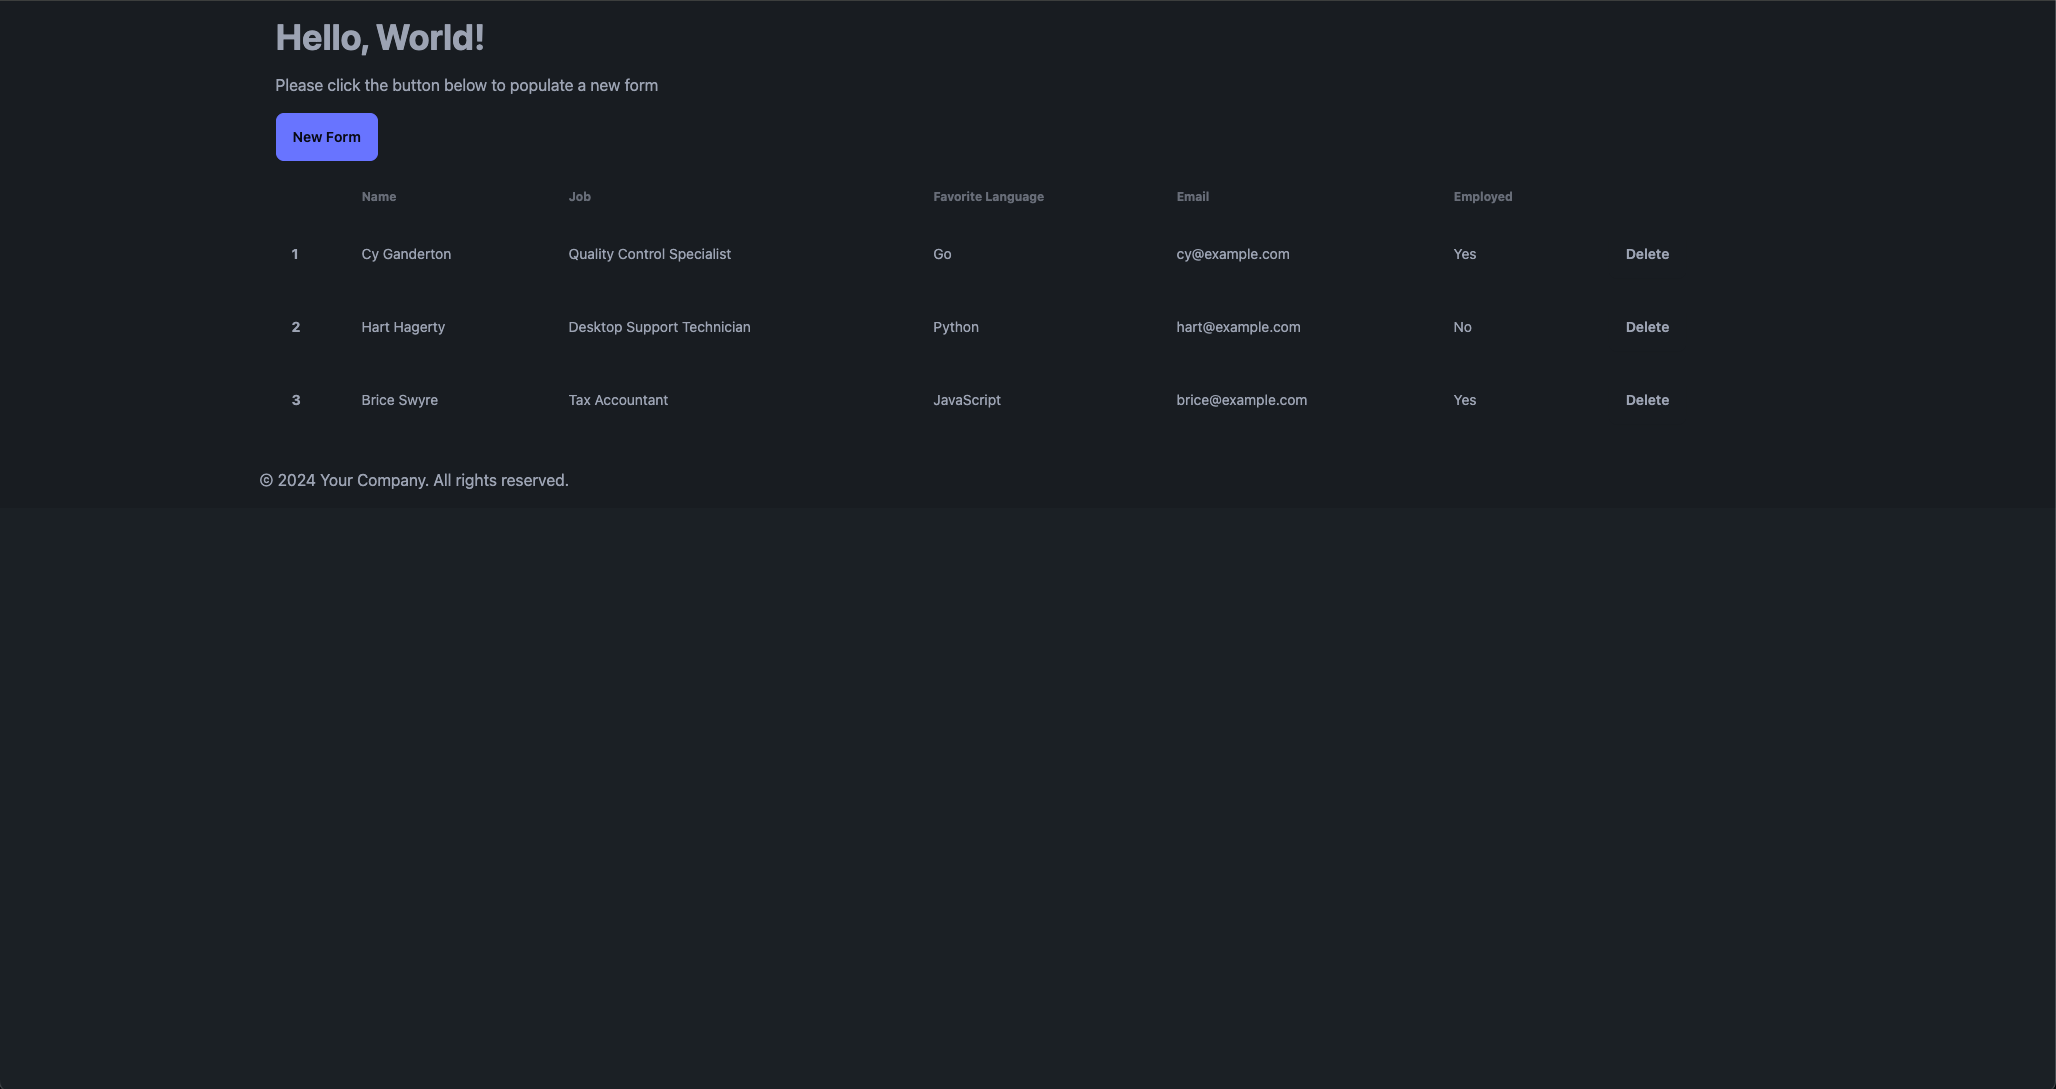 Hello, World!
Please click the button below to populate a new form
New Form
Name Job Favorite Language Email Employed
1 Cy Ganderton Quality Control Specialist Go cy@example.com Yes Delete
2 Hart Hagerty Desktop Support Technician Python hart@example.com No Delete
3 Brice Swyre Tax Accountant JavaScript brice@example.com Yes Delete
© 2024 Your Company. All rights reserved.